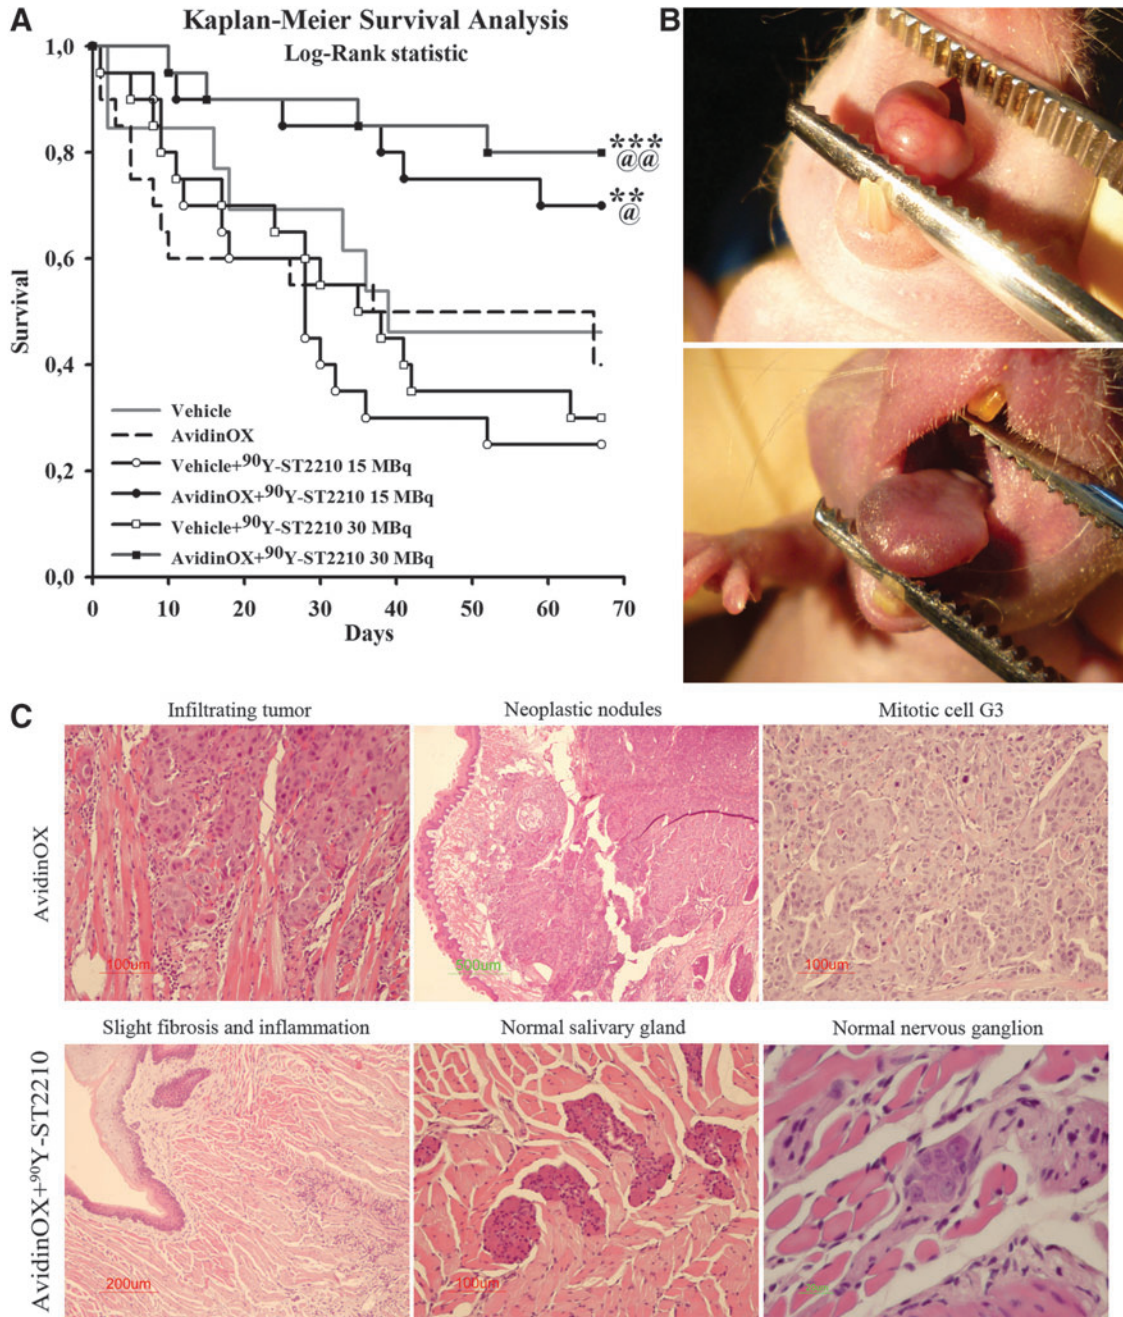 A
Kaplan-Meier Survival Analysis
Log-Rank statistic
1,0
0,8
0,6
0,4
0,2
0,0
Survival
***
@@
**
@
Vehicle
AvidinOX
Vehicle+⁹⁰Y-ST2210 15 MBq
AvidinOX+⁹⁰Y-ST2210 15 MBq
Vehicle+⁹⁰Y-ST2210 30 MBq
AvidinOX+⁹⁰Y-ST2210 30 MBq
0 10 20 30 40 50 60 70
Days
B
C
Infiltrating tumor
Neoplastic nodules
Mitotic cell G3
AvidinOX
100um
500um
100um
Slight fibrosis and inflammation
Normal salivary gland
Normal nervous ganglion
AvidinOX+⁹⁰Y-ST2210
200um
100um